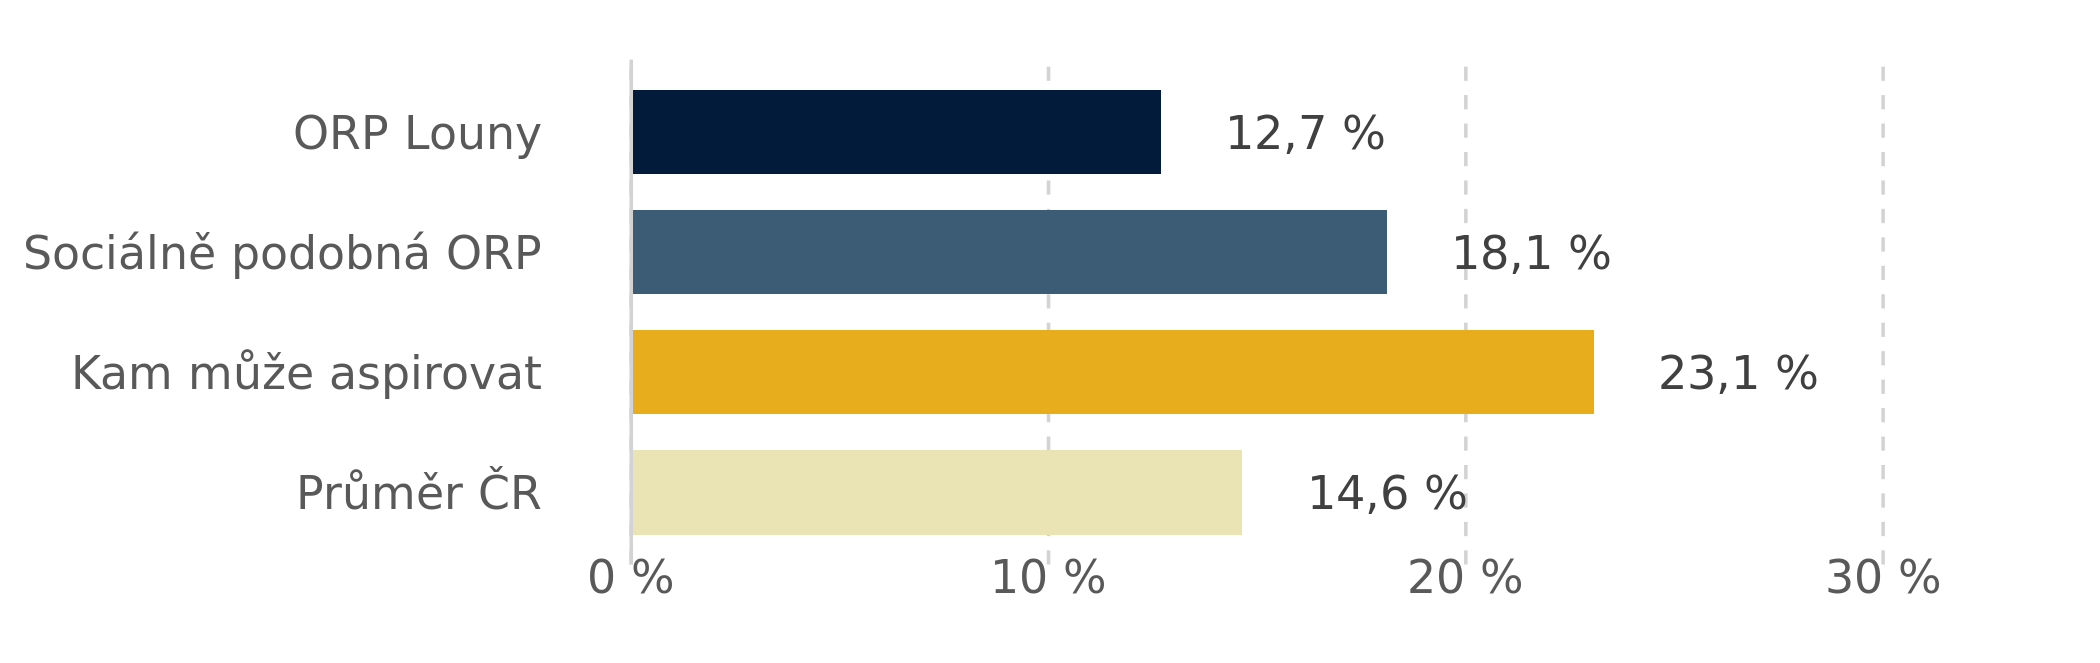 ORP Louny 12,7 %
Sociálně podobná ORP 18,1 %
Kam může aspirovat 23,1 %
Průměr ČR 14,6 %
0 % 10 % 20 % 30 %